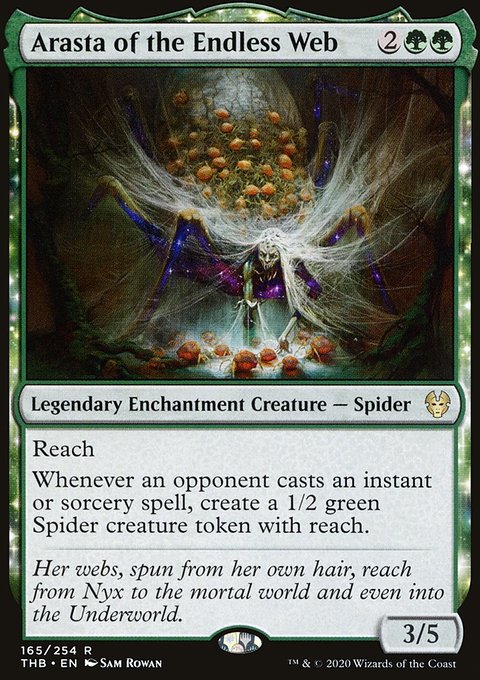 Arasta of the Endless Web 2
Legendary Enchantment Creature — Spider
Reach
Whenever an opponent casts an instant
or sorcery spell, create a 1/2 green
Spider creature token with reach.
Her webs, spun from her own hair, reach
from Nyx to the mortal world and even into
the Underworld.
3/5
165/254 R
THB • EN Sam Rowan
™ & © 2020 Wizards of the Coast